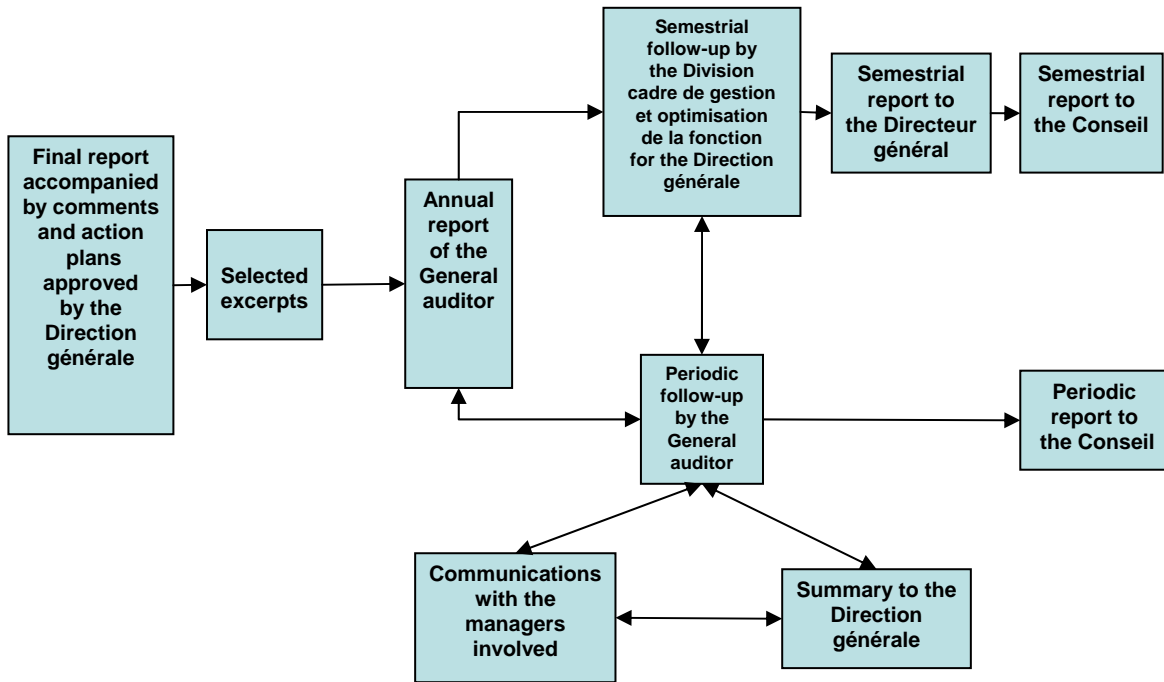 Final report
accompanied
by comments
and action
plans
approved
by the
Direction
générale
Selected
excerpts
Annual
report
of the
General
auditor
Semestrial
follow-up by
the Division
cadre de gestion
et optimisation
de la fonction
for the Direction
générale
Semestrial
report to
the Directeur
général
Semestrial
report to
the Conseil
Periodic
follow-up
by the
General
auditor
Periodic
report to
the Conseil
Communications
with the
managers
involved
Summary to the
Direction
générale